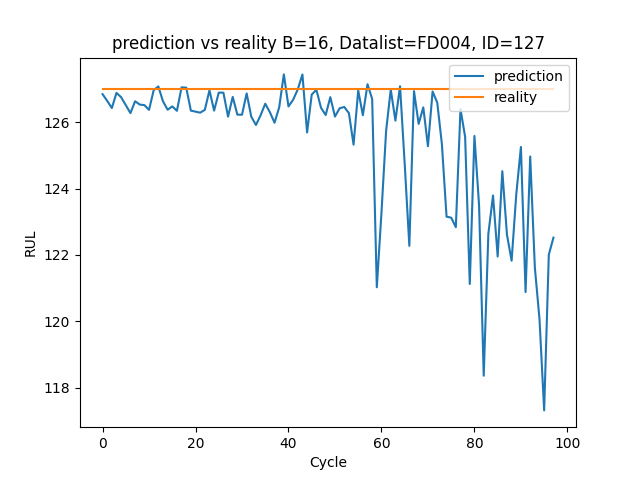 prediction vs reality B=16, Datalist=FD004, ID=127
prediction
reality
126
124
122
120
118
RUL
0 20 40 60 80 100
Cycle